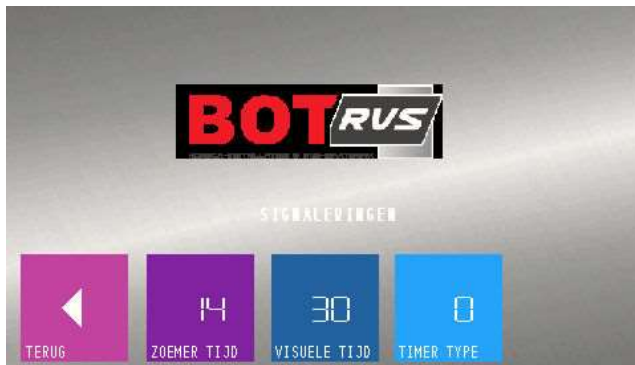 BOT RVS
SIGNALERINGEN
14
30
0
TERUG
ZOEMER TIJD
VISUELE TIJD
TIMER TYPE